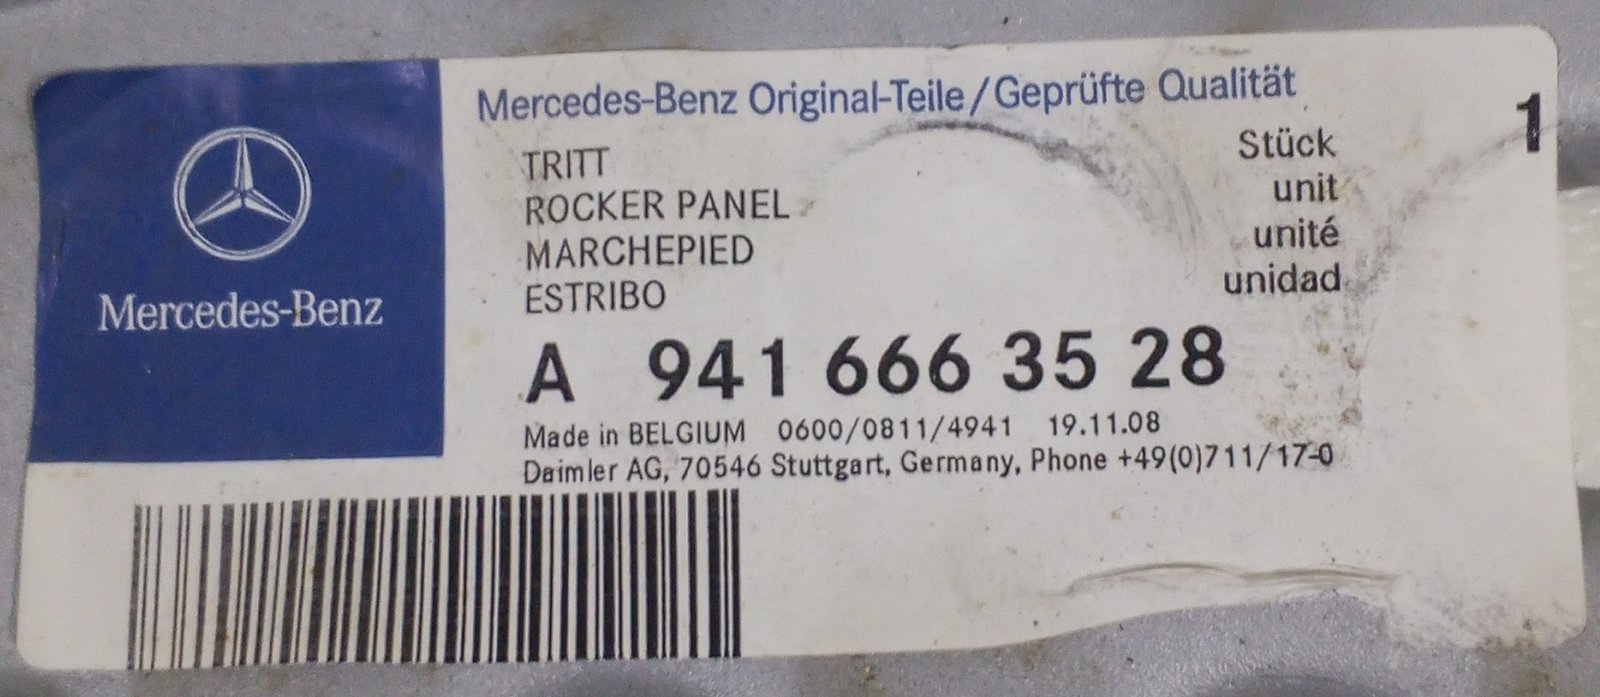 Mercedes-Benz
Mercedes-Benz Original-Teile/Geprüfte Qualität
TRITT
ROCKER PANEL
MARCHEPIED
ESTRIBO
Stück 1
unit
unité
unidad
A 941 666 35 28
Made in BELGIUM 0600/0811/4941 19.11.08
Daimler AG, 70546 Stuttgart, Germany, Phone +49(0)711/17-0